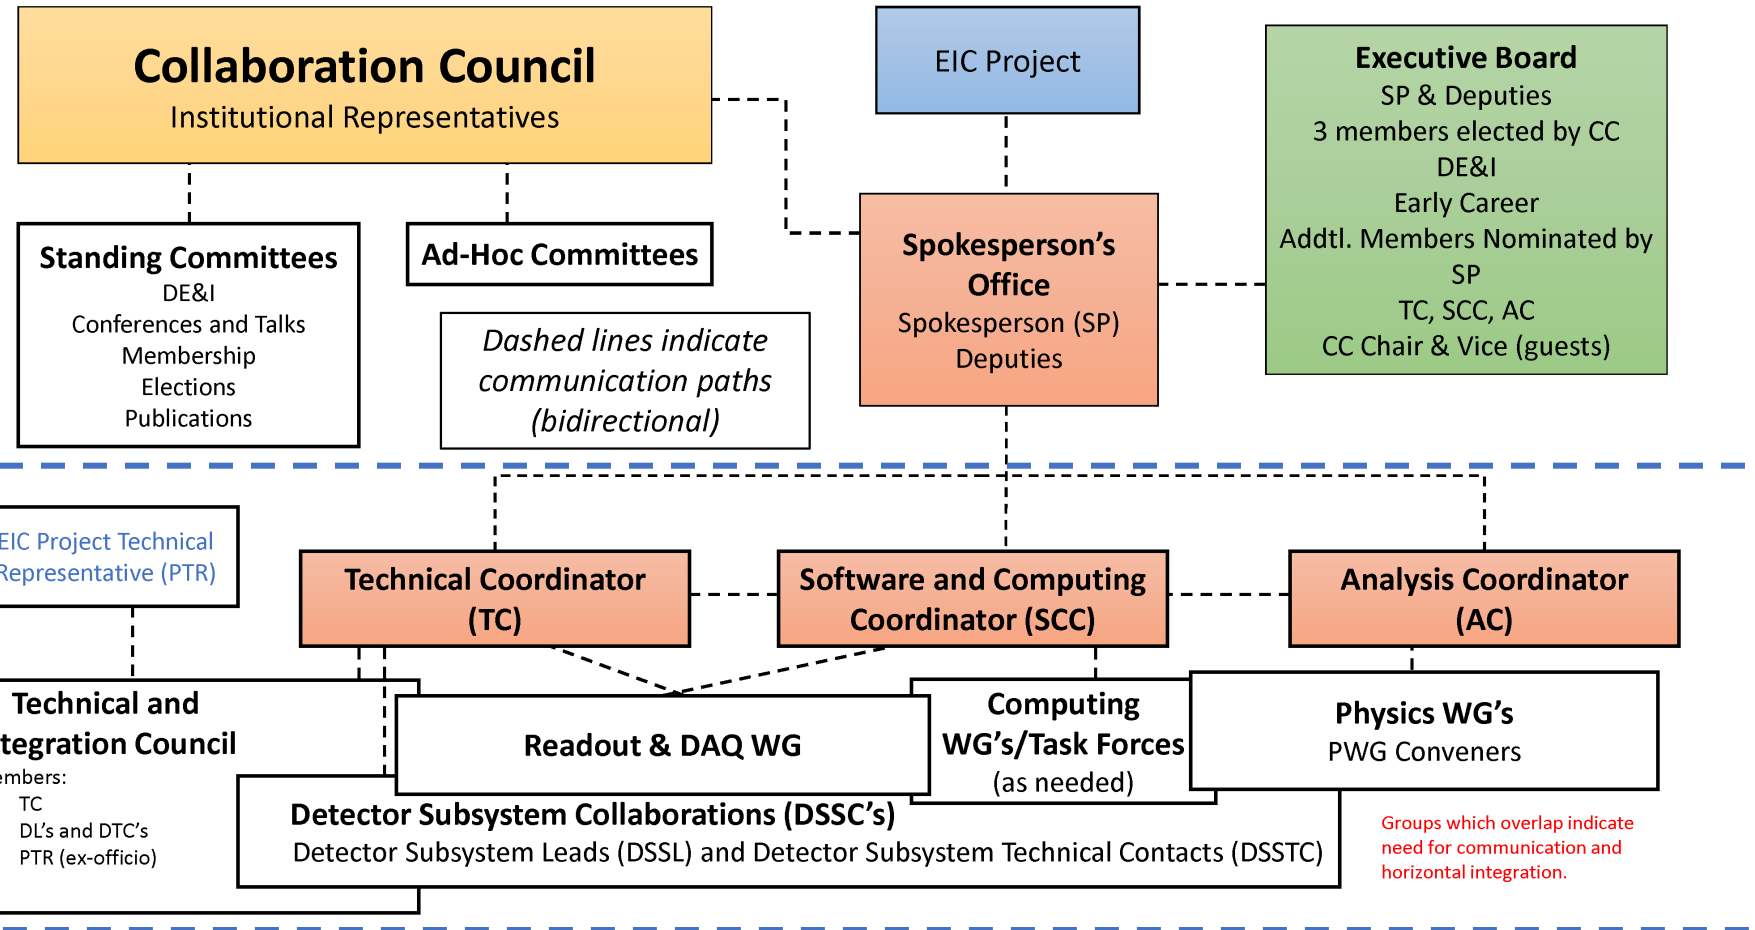 Collaboration Council
Institutional Representatives
EIC Project
Executive Board
SP & Deputies
3 members elected by CC
DE&I
Early Career
Addtl. Members Nominated by
SP
TC, SCC, AC
CC Chair & Vice (guests)
Standing Committees
DE&I
Conferences and Talks
Membership
Elections
Publications
Ad-Hoc Committees
Dashed lines indicate
communication paths
(bidirectional)
Spokesperson’s
Office
Spokesperson (SP)
Deputies
EIC Project Technical
Representative (PTR)
Technical Coordinator
(TC)
Software and Computing
Coordinator (SCC)
Analysis Coordinator
(AC)
Technical and
tegration Council
embers:
TC
DL’s and DTC’s
PTR (ex-officio)
Readout & DAQ WG
Computing
WG’s/Task Forces
(as needed)
Physics WG’s
PWG Conveners
Detector Subsystem Collaborations (DSSC’s)
Detector Subsystem Leads (DSSL) and Detector Subsystem Technical Contacts (DSSTC)
Groups which overlap indicate
need for communication and
horizontal integration.